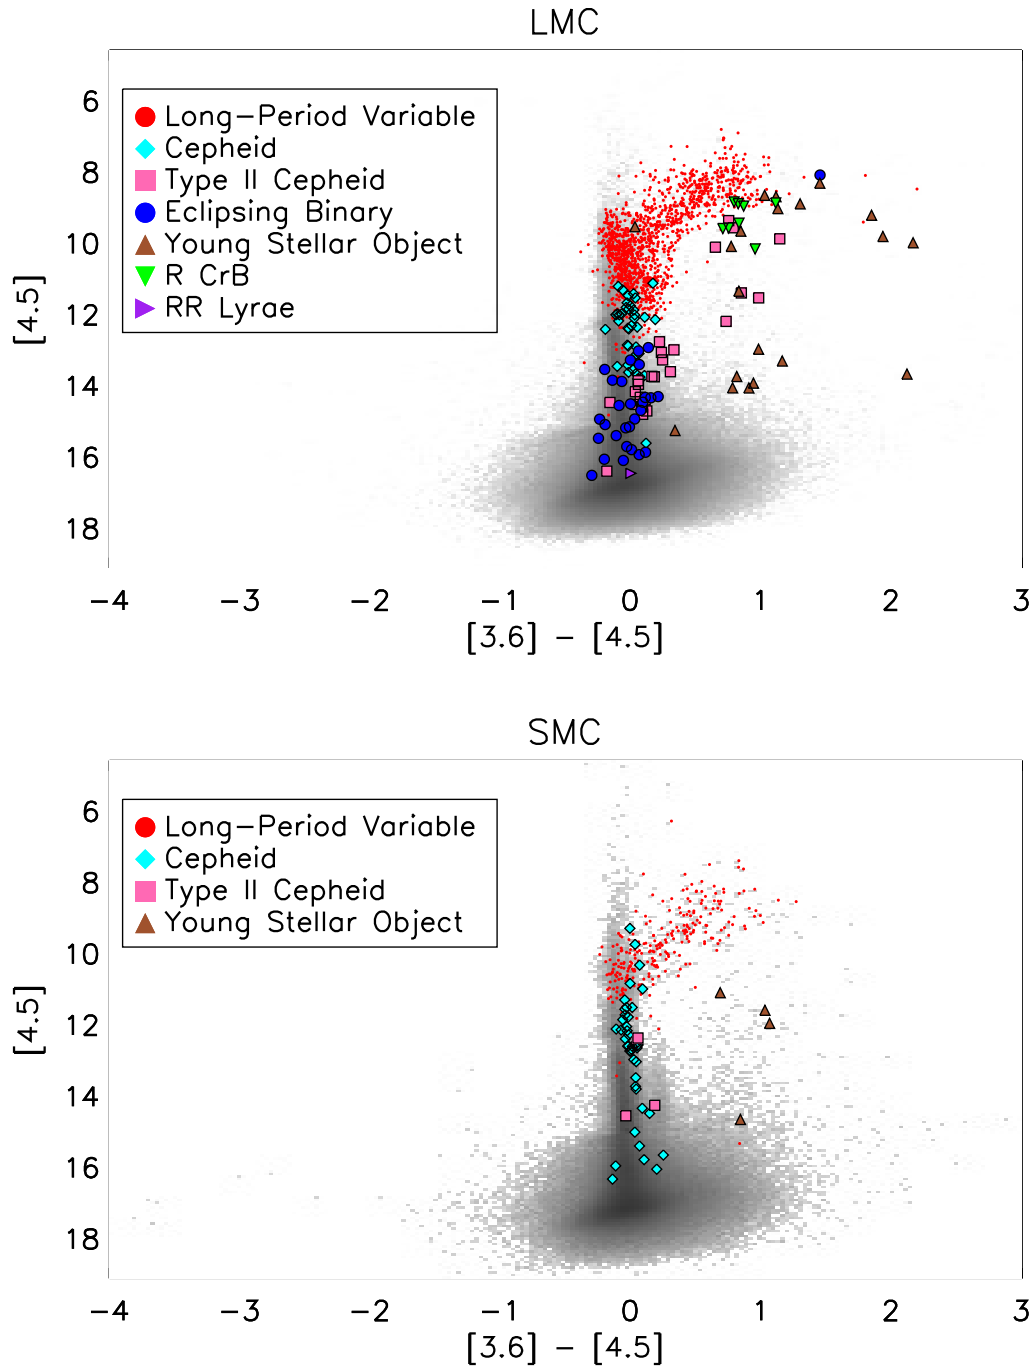 LMC
6
8
10
12
14
16
18
[4.5]
Long-Period Variable
Cepheid
Type II Cepheid
Eclipsing Binary
Young Stellar Object
R CrB
RR Lyrae
-4 -3 -2 -1 0 1 2 3
[3.6] - [4.5]
SMC
6
8
10
12
14
16
18
[4.5]
Long-Period Variable
Cepheid
Type II Cepheid
Young Stellar Object
-4 -3 -2 -1 0 1 2 3
[3.6] - [4.5]